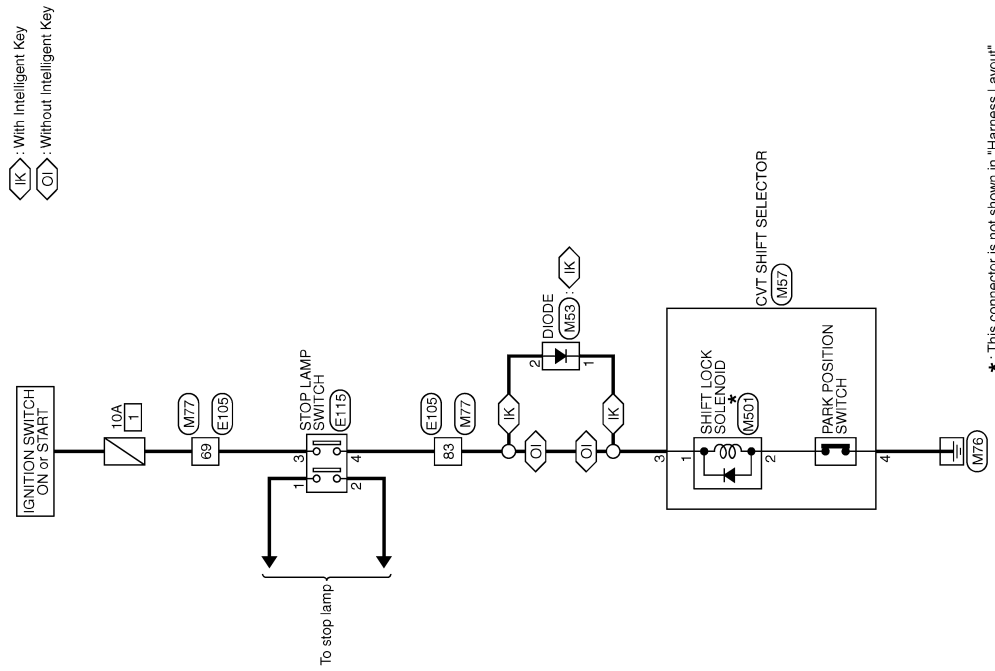 IK : With Intelligent Key
OI : Without Intelligent Key
IGNITION SWITCH
ON or START
10A
1
M77
69
E105
STOP LAMP
SWITCH
E115
3
1
4
2
To stop lamp
E105
83
M77
IK
OI
DIODE
M53 : IK
2
1
OI
IK
CVT SHIFT SELECTOR
M57
3
SHIFT LOCK
SOLENOID
*
M501
1
2
PARK POSITION
SWITCH
4
M76
* : This connector is not shown in "Harness Layout"